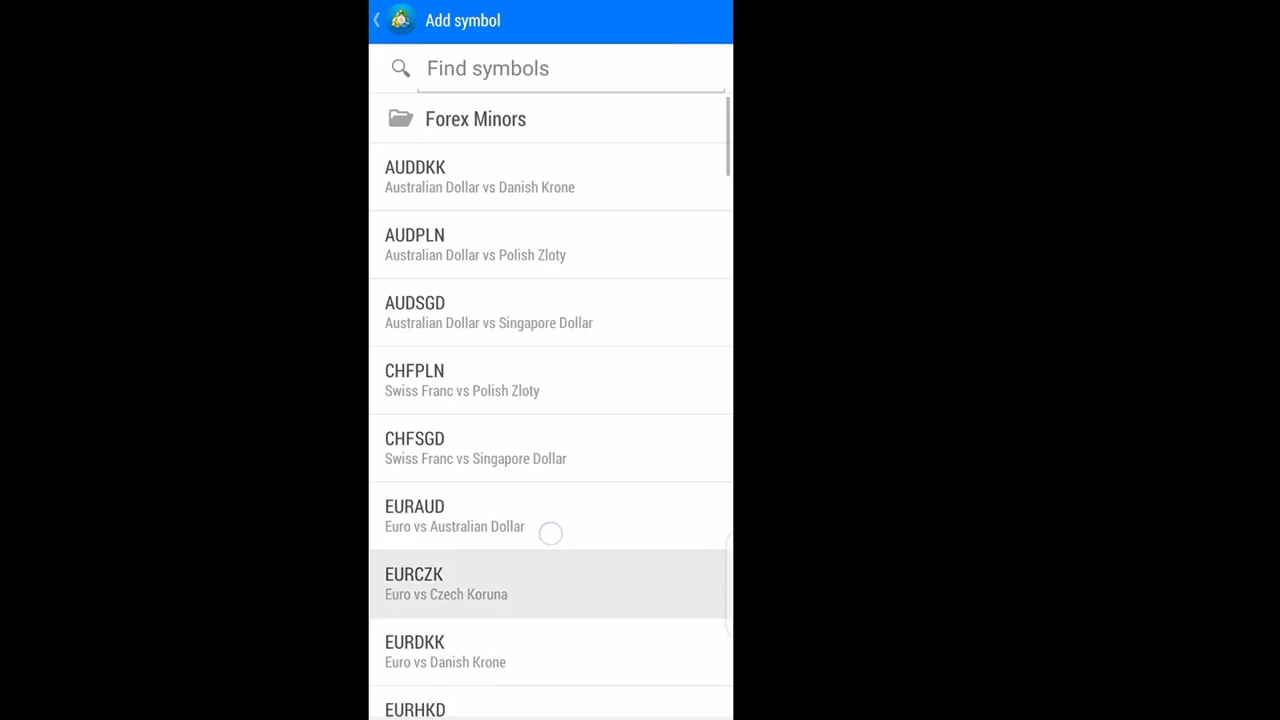 Add symbol
Find symbols
Forex Minors
AUDDKK
Australian Dollar vs Danish Krone
AUDPLN
Australian Dollar vs Polish Zloty
AUDSGD
Australian Dollar vs Singapore Dollar
CHFPLN
Swiss Franc vs Polish Zloty
CHFSGD
Swiss Franc vs Singapore Dollar
EURAUD
Euro vs Australian Dollar
EURCZK
Euro vs Czech Koruna
EURDKK
Euro vs Danish Krone
EURHKD